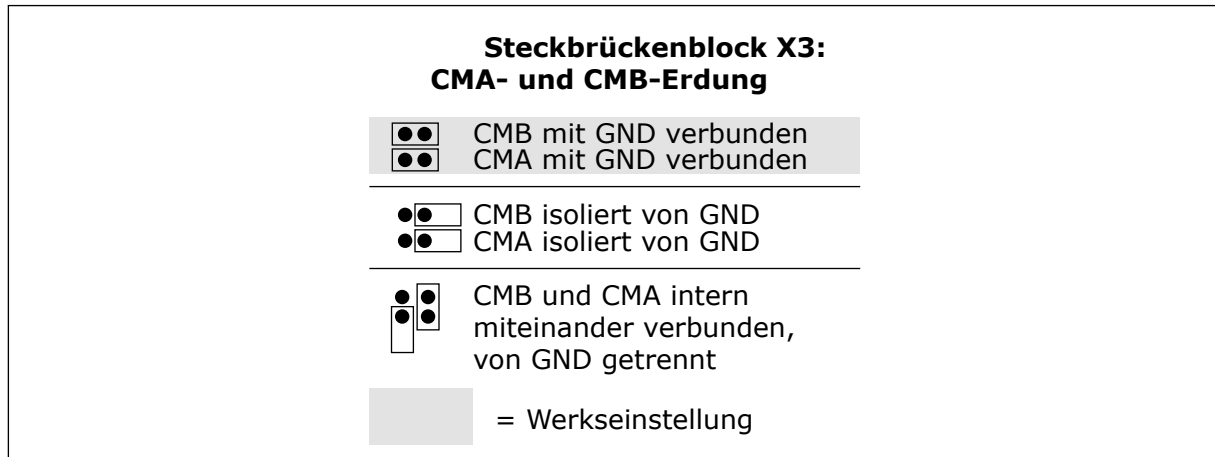 Steckbrückenblock X3:
CMA- und CMB-Erdung
CMB mit GND verbunden
CMA mit GND verbunden
CMB isoliert von GND
CMA isoliert von GND
CMB und CMA intern
miteinander verbunden,
von GND getrennt
= Werkseinstellung